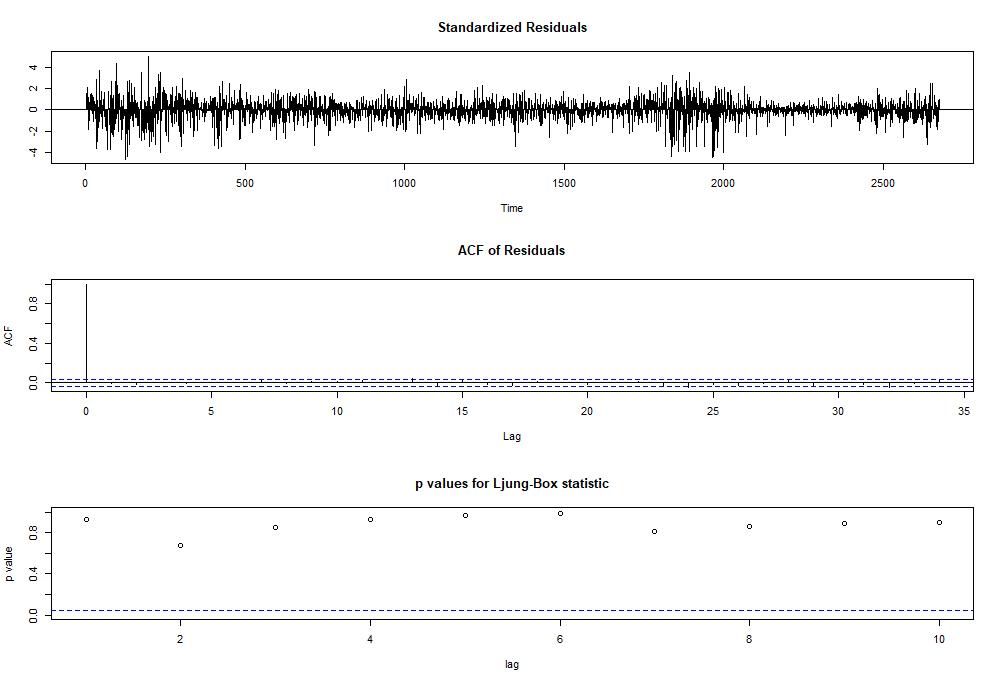 Standardized Residuals
4
2
0
-2
-4
0 500 1000 1500 2000 2500
Time
ACF of Residuals
ACF
0.8
0.4
0.0
0 5 10 15 20 25 30 35
Lag
p values for Ljung-Box statistic
p value
0.8
0.4
0.0
2 4 6 8 10
lag